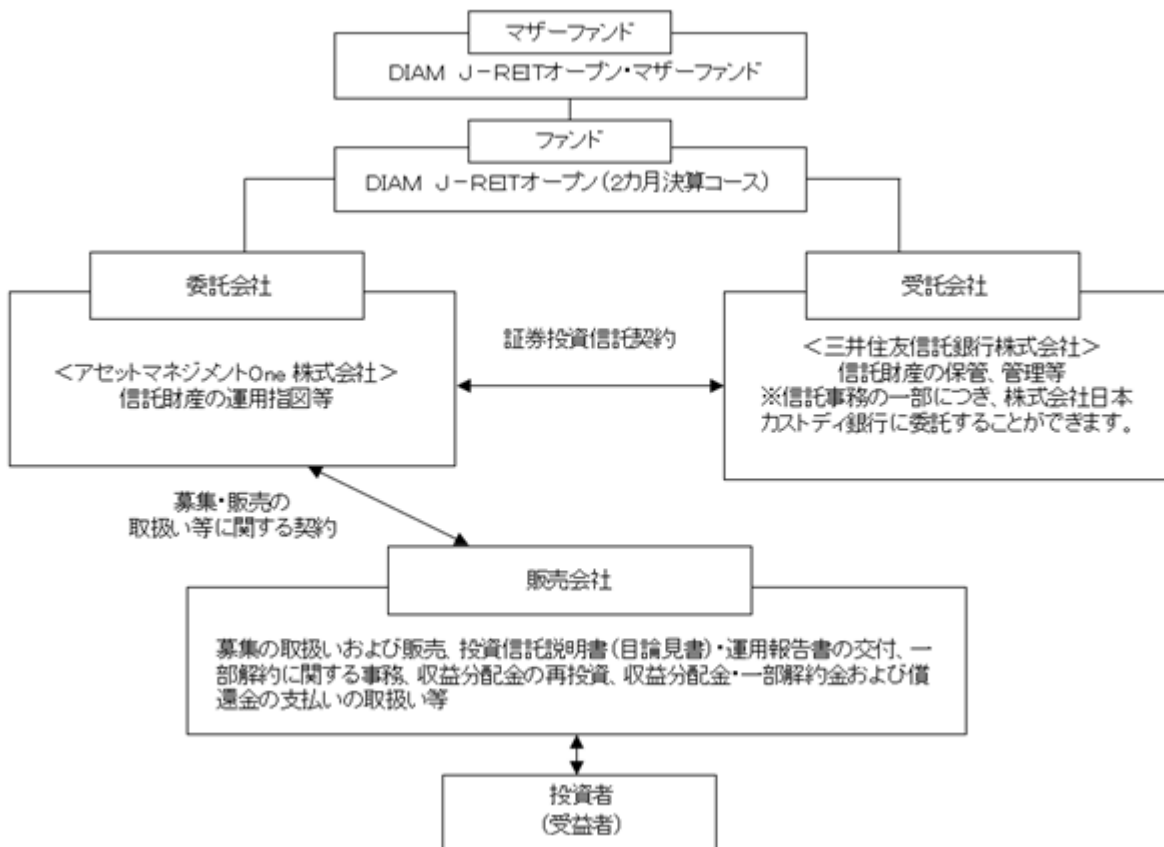 マザーファンド
DIAM J-REITオープン・マザーファンド
ファンド
DIAM J-REITオープン(2カ月決算コース)
委託会社
<アセットマネジメントOne 株式会社>
信託財産の運用指図等
証券投資信託契約
受託会社
<三井住友信託銀行株式会社>
信託財産の保管、管理等
※信託事務の一部につき、株式会社日本
カストディ銀行に委託することができます。
募集・販売の
取扱い等に関する契約
販売会社
募集の取扱いおよび販売、投資信託説明書(目論見書)・運用報告書の交付、一
部解約に関する事務、収益分配金の再投資、収益分配金・一部解約金および償
還金の支払いの取扱い等
投資者
(受益者)